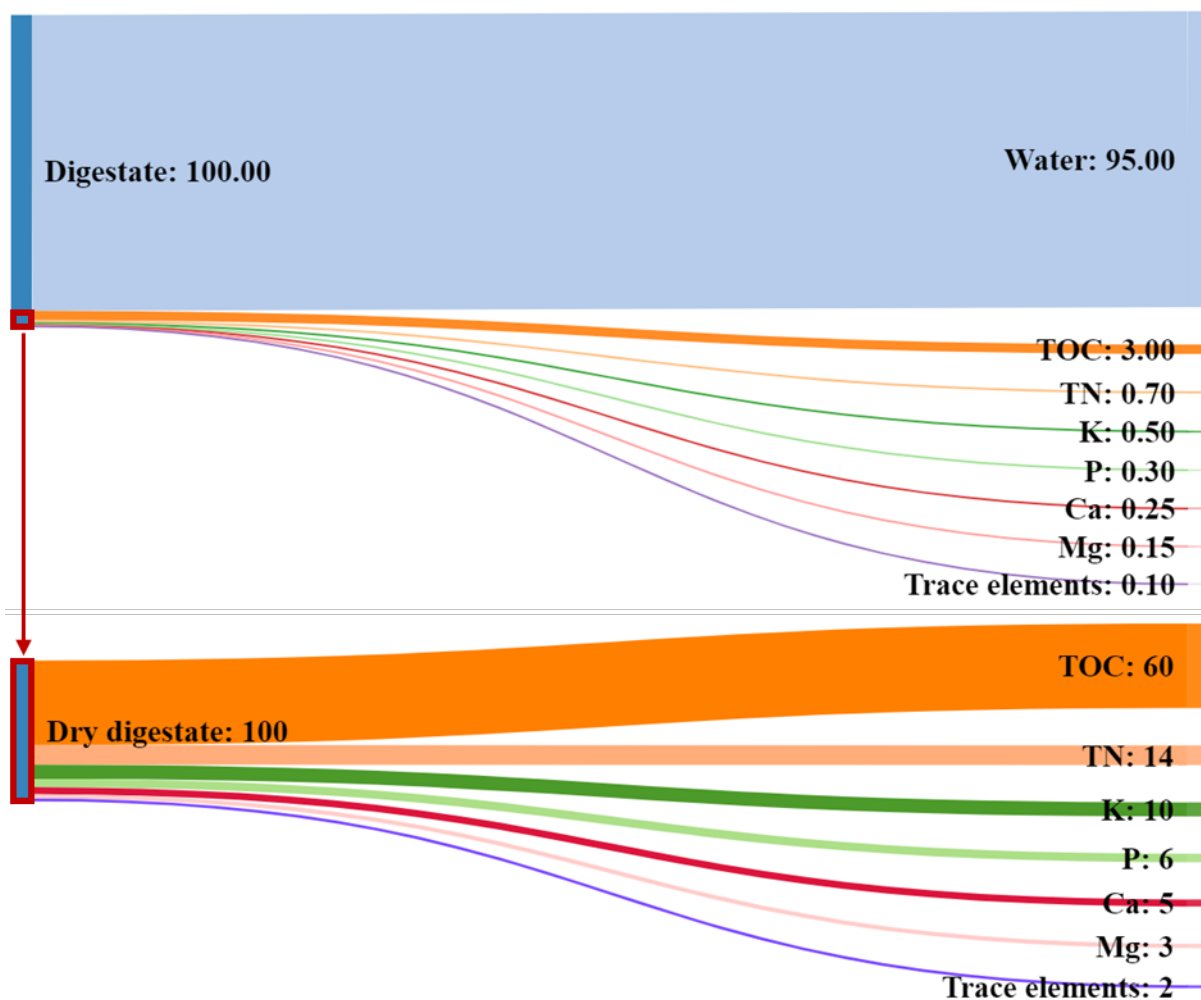 Digestate: 100.00
Water: 95.00
TOC: 3.00
TN: 0.70
K: 0.50
P: 0.30
Ca: 0.25
Mg: 0.15
Trace elements: 0.10
Dry digestate: 100
TOC: 60
TN: 14
K: 10
P: 6
Ca: 5
Mg: 3
Trace elements: 2